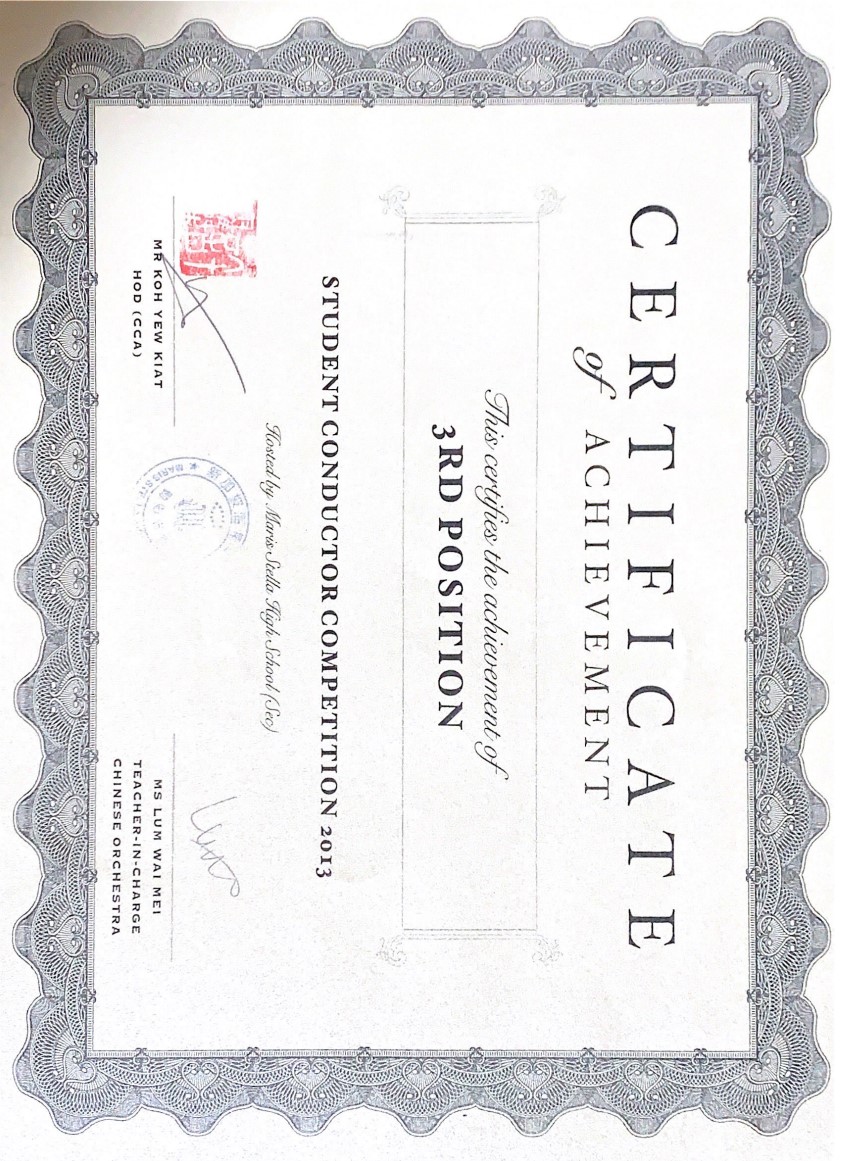 CERTIFICATE
of ACHIEVEMENT
This certifies the achievement of
3RD POSITION
STUDENT CONDUCTOR COMPETITION 2013
Hosted by Maris Stella High School (Sec)
MR KOH YEW KIAT
HOD (CCA)
MS LUM WAI MEI
TEACHER-IN-CHARGE
CHINESE ORCHESTRA